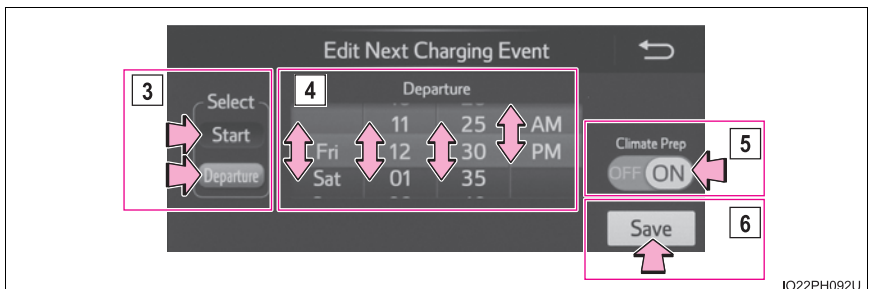 Edit Next Charging Event
3
4
Select
Departure
Start
Departure
11 25 AM
Fri 12 30 PM
Sat 01 35
Climate Prep
5
OFF ON
Save
6
IO22PH092U